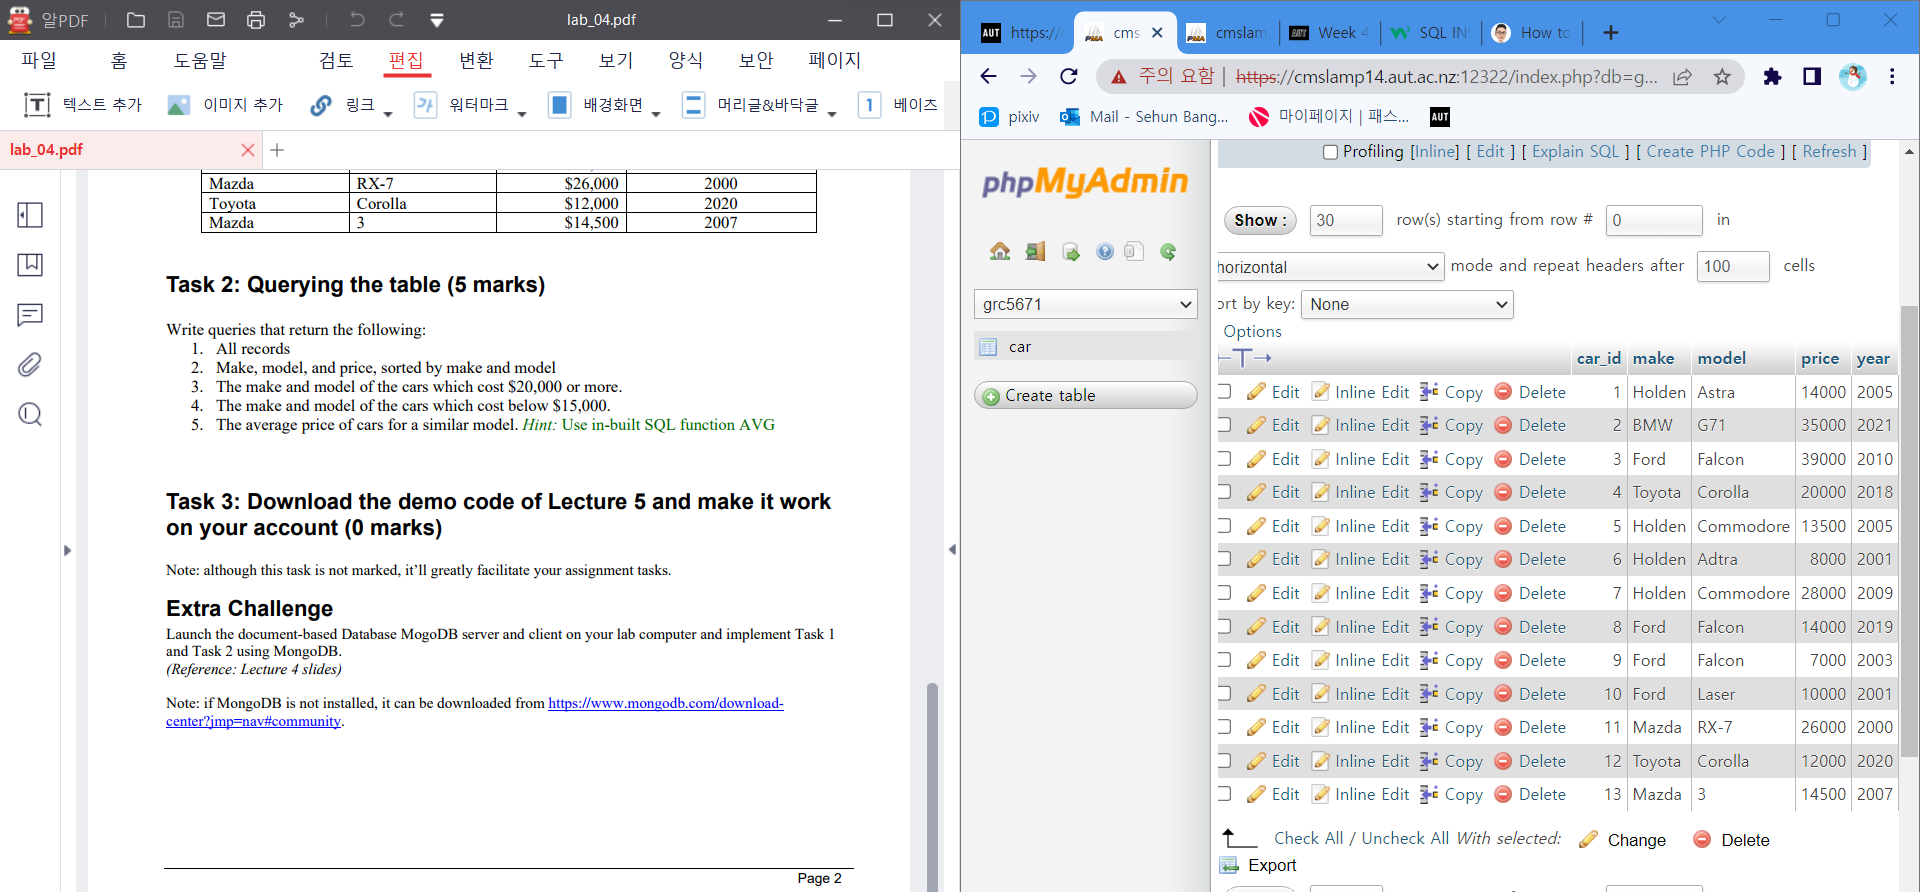 알PDF
lab_04.pdf
파일 홈 도움말 검토 편집 변환 도구 보기 양식 보안 페이지
텍스트 추가 이미지 추가 링크 워터마크 배경화면 머리글&바닥글 베이츠
lab_04.pdf
Mazda RX-7 $26,000 2000
Toyota Corolla $12,000 2020
Mazda 3 $14,500 2007
Task 2: Querying the table (5 marks)
Write queries that return the following:
1. All records
2. Make, model, and price, sorted by make and model
3. The make and model of the cars which cost $20,000 or more.
4. The make and model of the cars which cost below $15,000.
5. The average price of cars for a similar model. Hint: Use in-built SQL function AVG
Task 3: Download the demo code of Lecture 5 and make it work
on your account (0 marks)
Note: although this task is not marked, it'll greatly facilitate your assignment tasks.
Extra Challenge
Launch the document-based Database MogoDB server and client on your lab computer and implement Task 1
and Task 2 using MongoDB.
(Reference: Lecture 4 slides)
Note: if MongoDB is not installed, it can be downloaded from https://www.mongodb.com/download-
center?jmp=nav#community.
Page 2
AUT https:// PMA cms PMA cmslam AUT Week 4 SQL IN How to
주의 요함 | https://cmslamp14.aut.ac.nz:12322/index.php?db=g...
pixiv Mail - Sehun Bang... 마이페이지 | 패스... AUT
phpMyAdmin
grc5671
car
Create table
Profiling [Inline] [ Edit ] [ Explain SQL ] [ Create PHP Code ] [ Refresh ]
Show : 30 row(s) starting from row # 0 in
horizontal mode and repeat headers after 100 cells
ort by key: None
Options
←T→ car_id make model price year
Edit Inline Edit Copy Delete 1 Holden Astra 14000 2005
Edit Inline Edit Copy Delete 2 BMW G71 35000 2021
Edit Inline Edit Copy Delete 3 Ford Falcon 39000 2010
Edit Inline Edit Copy Delete 4 Toyota Corolla 20000 2018
Edit Inline Edit Copy Delete 5 Holden Commodore 13500 2005
Edit Inline Edit Copy Delete 6 Holden Adtra 8000 2001
Edit Inline Edit Copy Delete 7 Holden Commodore 28000 2009
Edit Inline Edit Copy Delete 8 Ford Falcon 14000 2019
Edit Inline Edit Copy Delete 9 Ford Falcon 7000 2003
Edit Inline Edit Copy Delete 10 Ford Laser 10000 2001
Edit Inline Edit Copy Delete 11 Mazda RX-7 26000 2000
Edit Inline Edit Copy Delete 12 Toyota Corolla 12000 2020
Edit Inline Edit Copy Delete 13 Mazda 3 14500 2007
Check All / Uncheck All With selected: Change Delete
Export